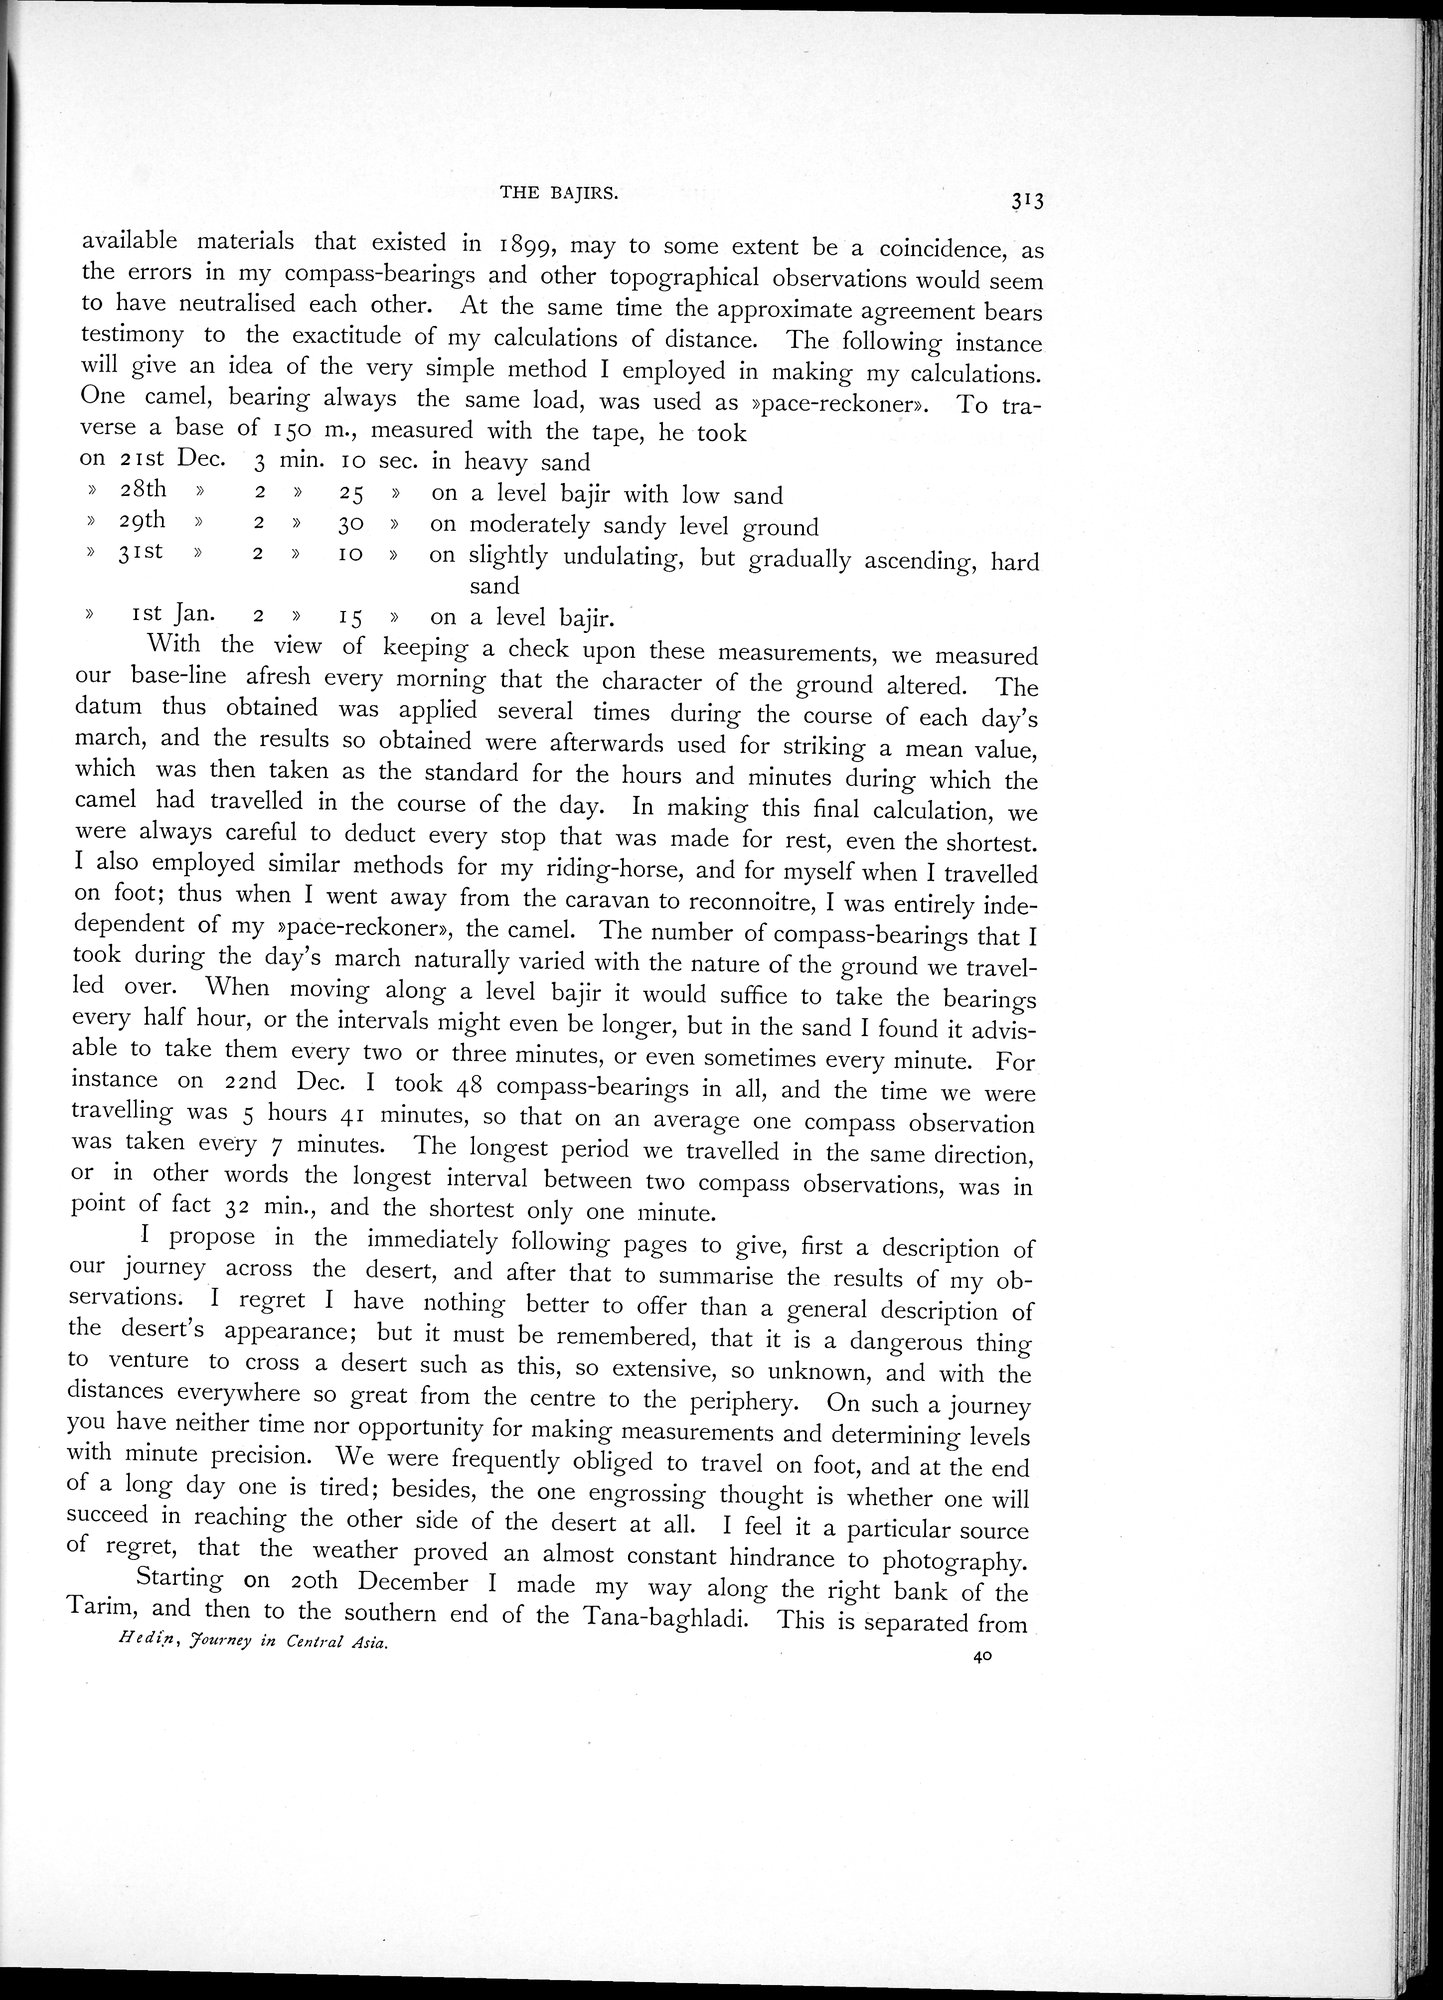 THE BAJIRS.
313
available materials that existed in 1899, may to some extent be a coincidence, as
the errors in my compass-bearings and other topographical observations would seem
to have neutralised each other. At the same time the approximate agreement bears
testimony to the exactitude of my calculations of distance. The following instance
will give an idea of the very simple method I employed in making my calculations.
One camel, bearing always the same load, was used as »pace-reckoner». To tra-
verse a base of 150 m., measured with the tape, he took
on 21st Dec. 3 min. 10 sec. in heavy sand
» 28th » 2 » 25 » on a level bajir with low sand
» 29th » 2 » 30 » on moderately sandy level ground
» 31st » 2 » 10 » on slightly undulating, but gradually ascending, hard
sand
» 1st Jan. 2 » 15 » on a level bajir.
With the view of keeping a check upon these measurements, we measured
our base-line afresh every morning that the character of the ground altered. The
datum thus obtained was applied several times during the course of each day's
march, and the results so obtained were afterwards used for striking a mean value,
which was then taken as the standard for the hours and minutes during which the
camel had travelled in the course of the day. In making this final calculation, we
were always careful to deduct every stop that was made for rest, even the shortest.
I also employed similar methods for my riding-horse, and for myself when I travelled
on foot; thus when I went away from the caravan to reconnoitre, I was entirely inde-
dependent of my »pace-reckoner», the camel. The number of compass-bearings that I
took during the day's march naturally varied with the nature of the ground we travel-
led over. When moving along a level bajir it would suffice to take the bearings
every half hour, or the intervals might even be longer, but in the sand I found it advis-
able to take them every two or three minutes, or even sometimes every minute. For
instance on 22nd Dec. I took 48 compass-bearings in all, and the time we were
travelling was 5 hours 41 minutes, so that on an average one compass observation
was taken every 7 minutes. The longest period we travelled in the same direction,
or in other words the longest interval between two compass observations, was in
point of fact 32 min., and the shortest only one minute.
I propose in the immediately following pages to give, first a description of
our journey across the desert, and after that to summarise the results of my ob-
servations. I regret I have nothing better to offer than a general description of
the desert's appearance; but it must be remembered, that it is a dangerous thing
to venture to cross a desert such as this, so extensive, so unknown, and with the
distances everywhere so great from the centre to the periphery. On such a journey
you have neither time nor opportunity for making measurements and determining levels
with minute precision. We were frequently obliged to travel on foot, and at the end
of a long day one is tired; besides, the one engrossing thought is whether one will
succeed in reaching the other side of the desert at all. I feel it a particular source
of regret, that the weather proved an almost constant hindrance to photography.
Starting on 20th December I made my way along the right bank of the
Tarim, and then to the southern end of the Tana-baghladi. This is separated from
Hedin, Journey in Central Asia.
40